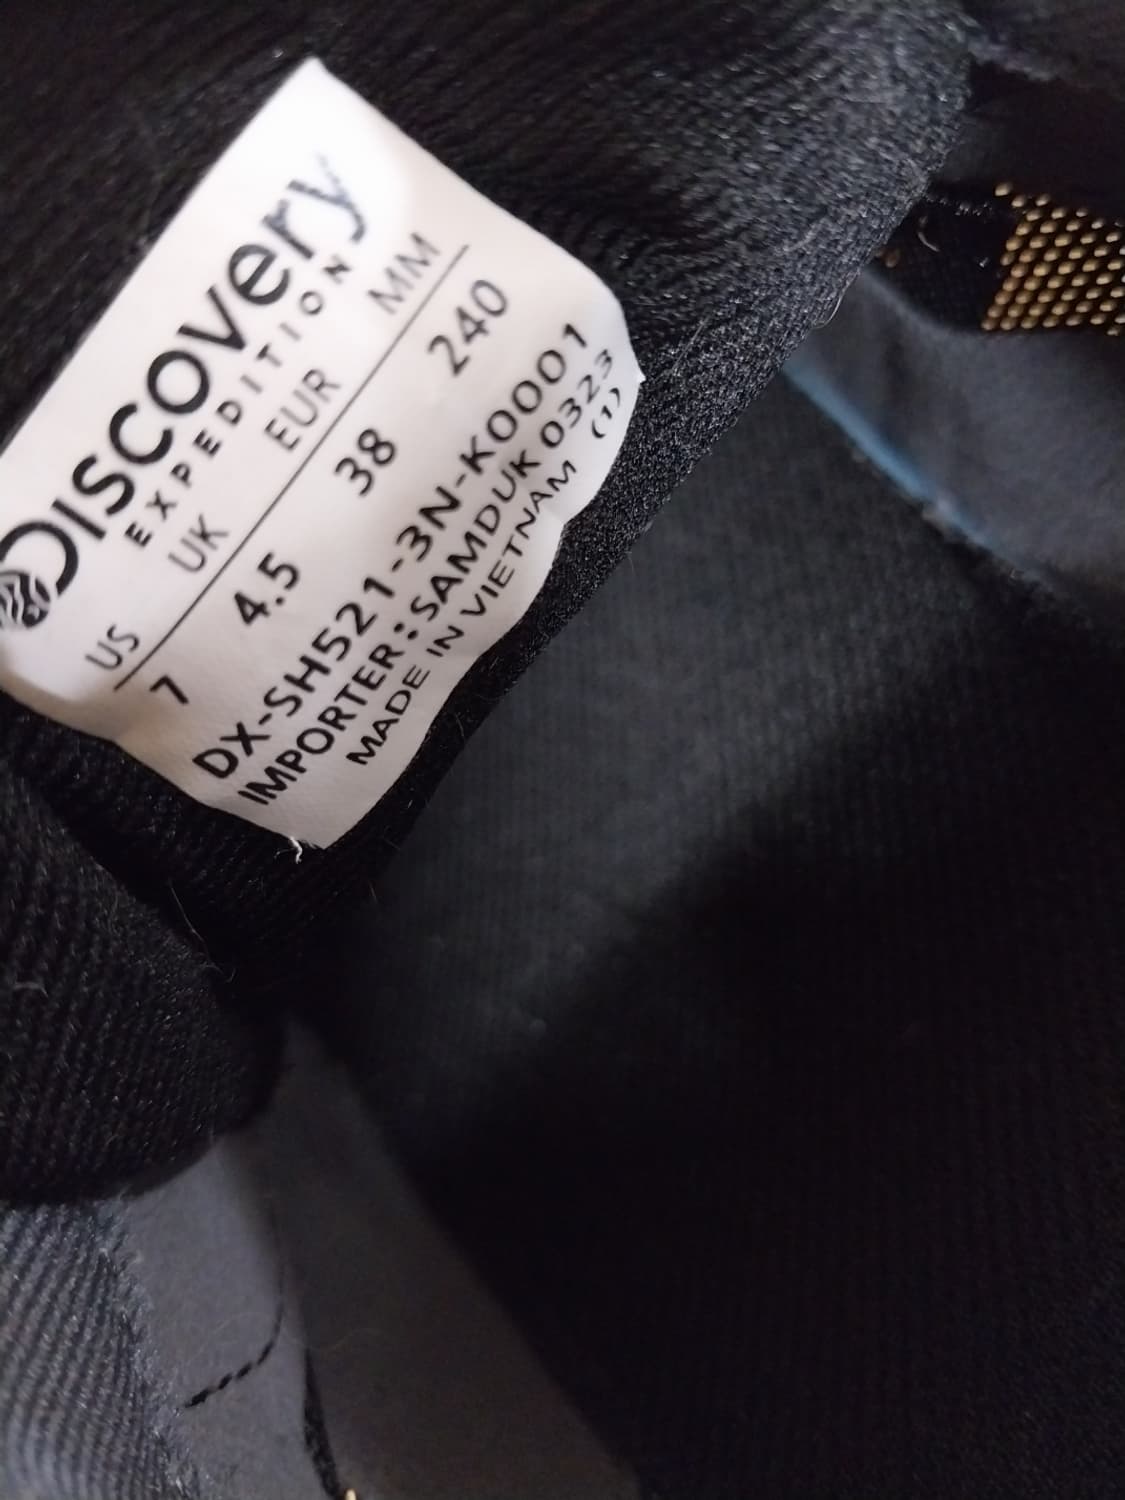 Discovery
EXPEDITION
US UK EUR MM
7 4.5 38 240
DX-SH521-3N-K0001
IMPORTER:SAMDUK 0323
MADE IN VIETNAM (1)